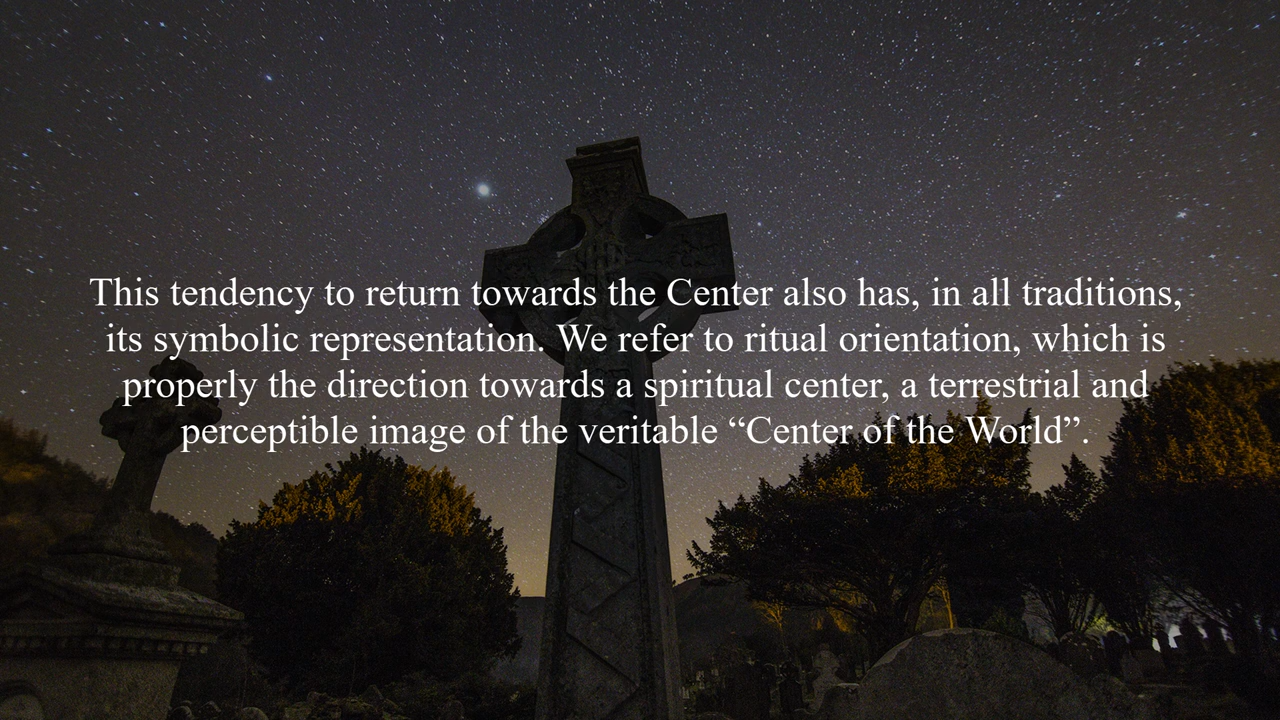 This tendency to return towards the Center also has, in all traditions,
its symbolic representation. We refer to ritual orientation, which is
properly the direction towards a spiritual center, a terrestrial and
perceptible image of the veritable “Center of the World”.